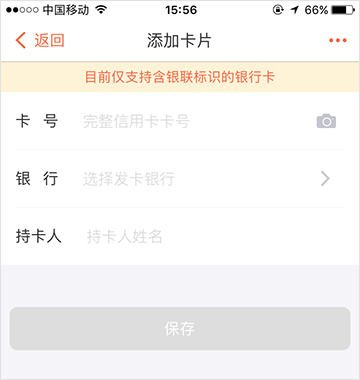 中国移动 15:56 66%
返回 添加卡片
目前仅支持含银联标识的银行卡
卡 号 完整信用卡卡号
银 行 选择发卡银行
持卡人 持卡人姓名
保存